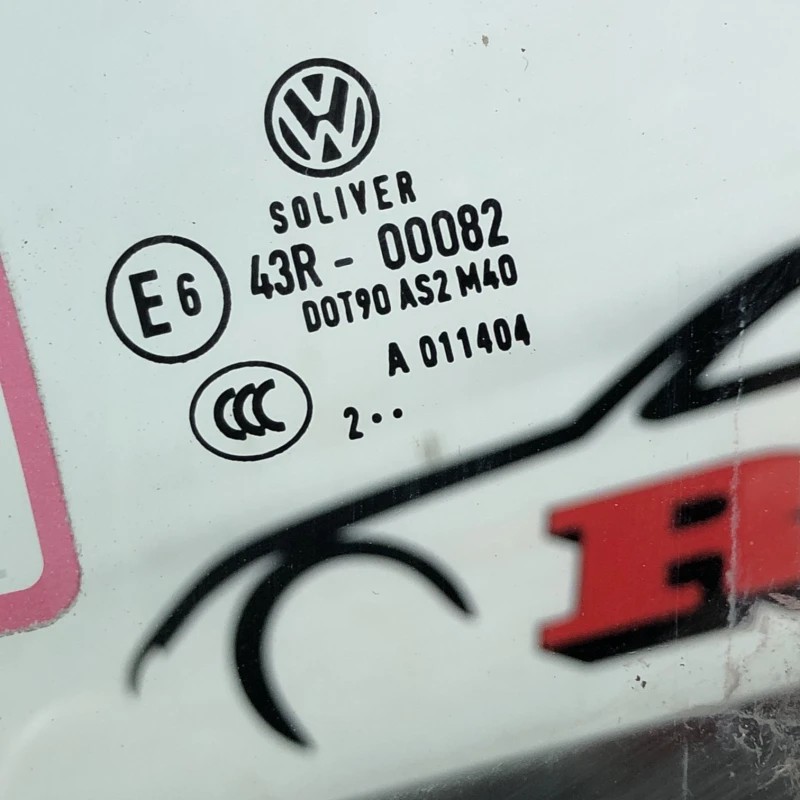 SOLIVER
E6 43R - 00082
DOT90 AS2 M40
A 011404
CCC
2••